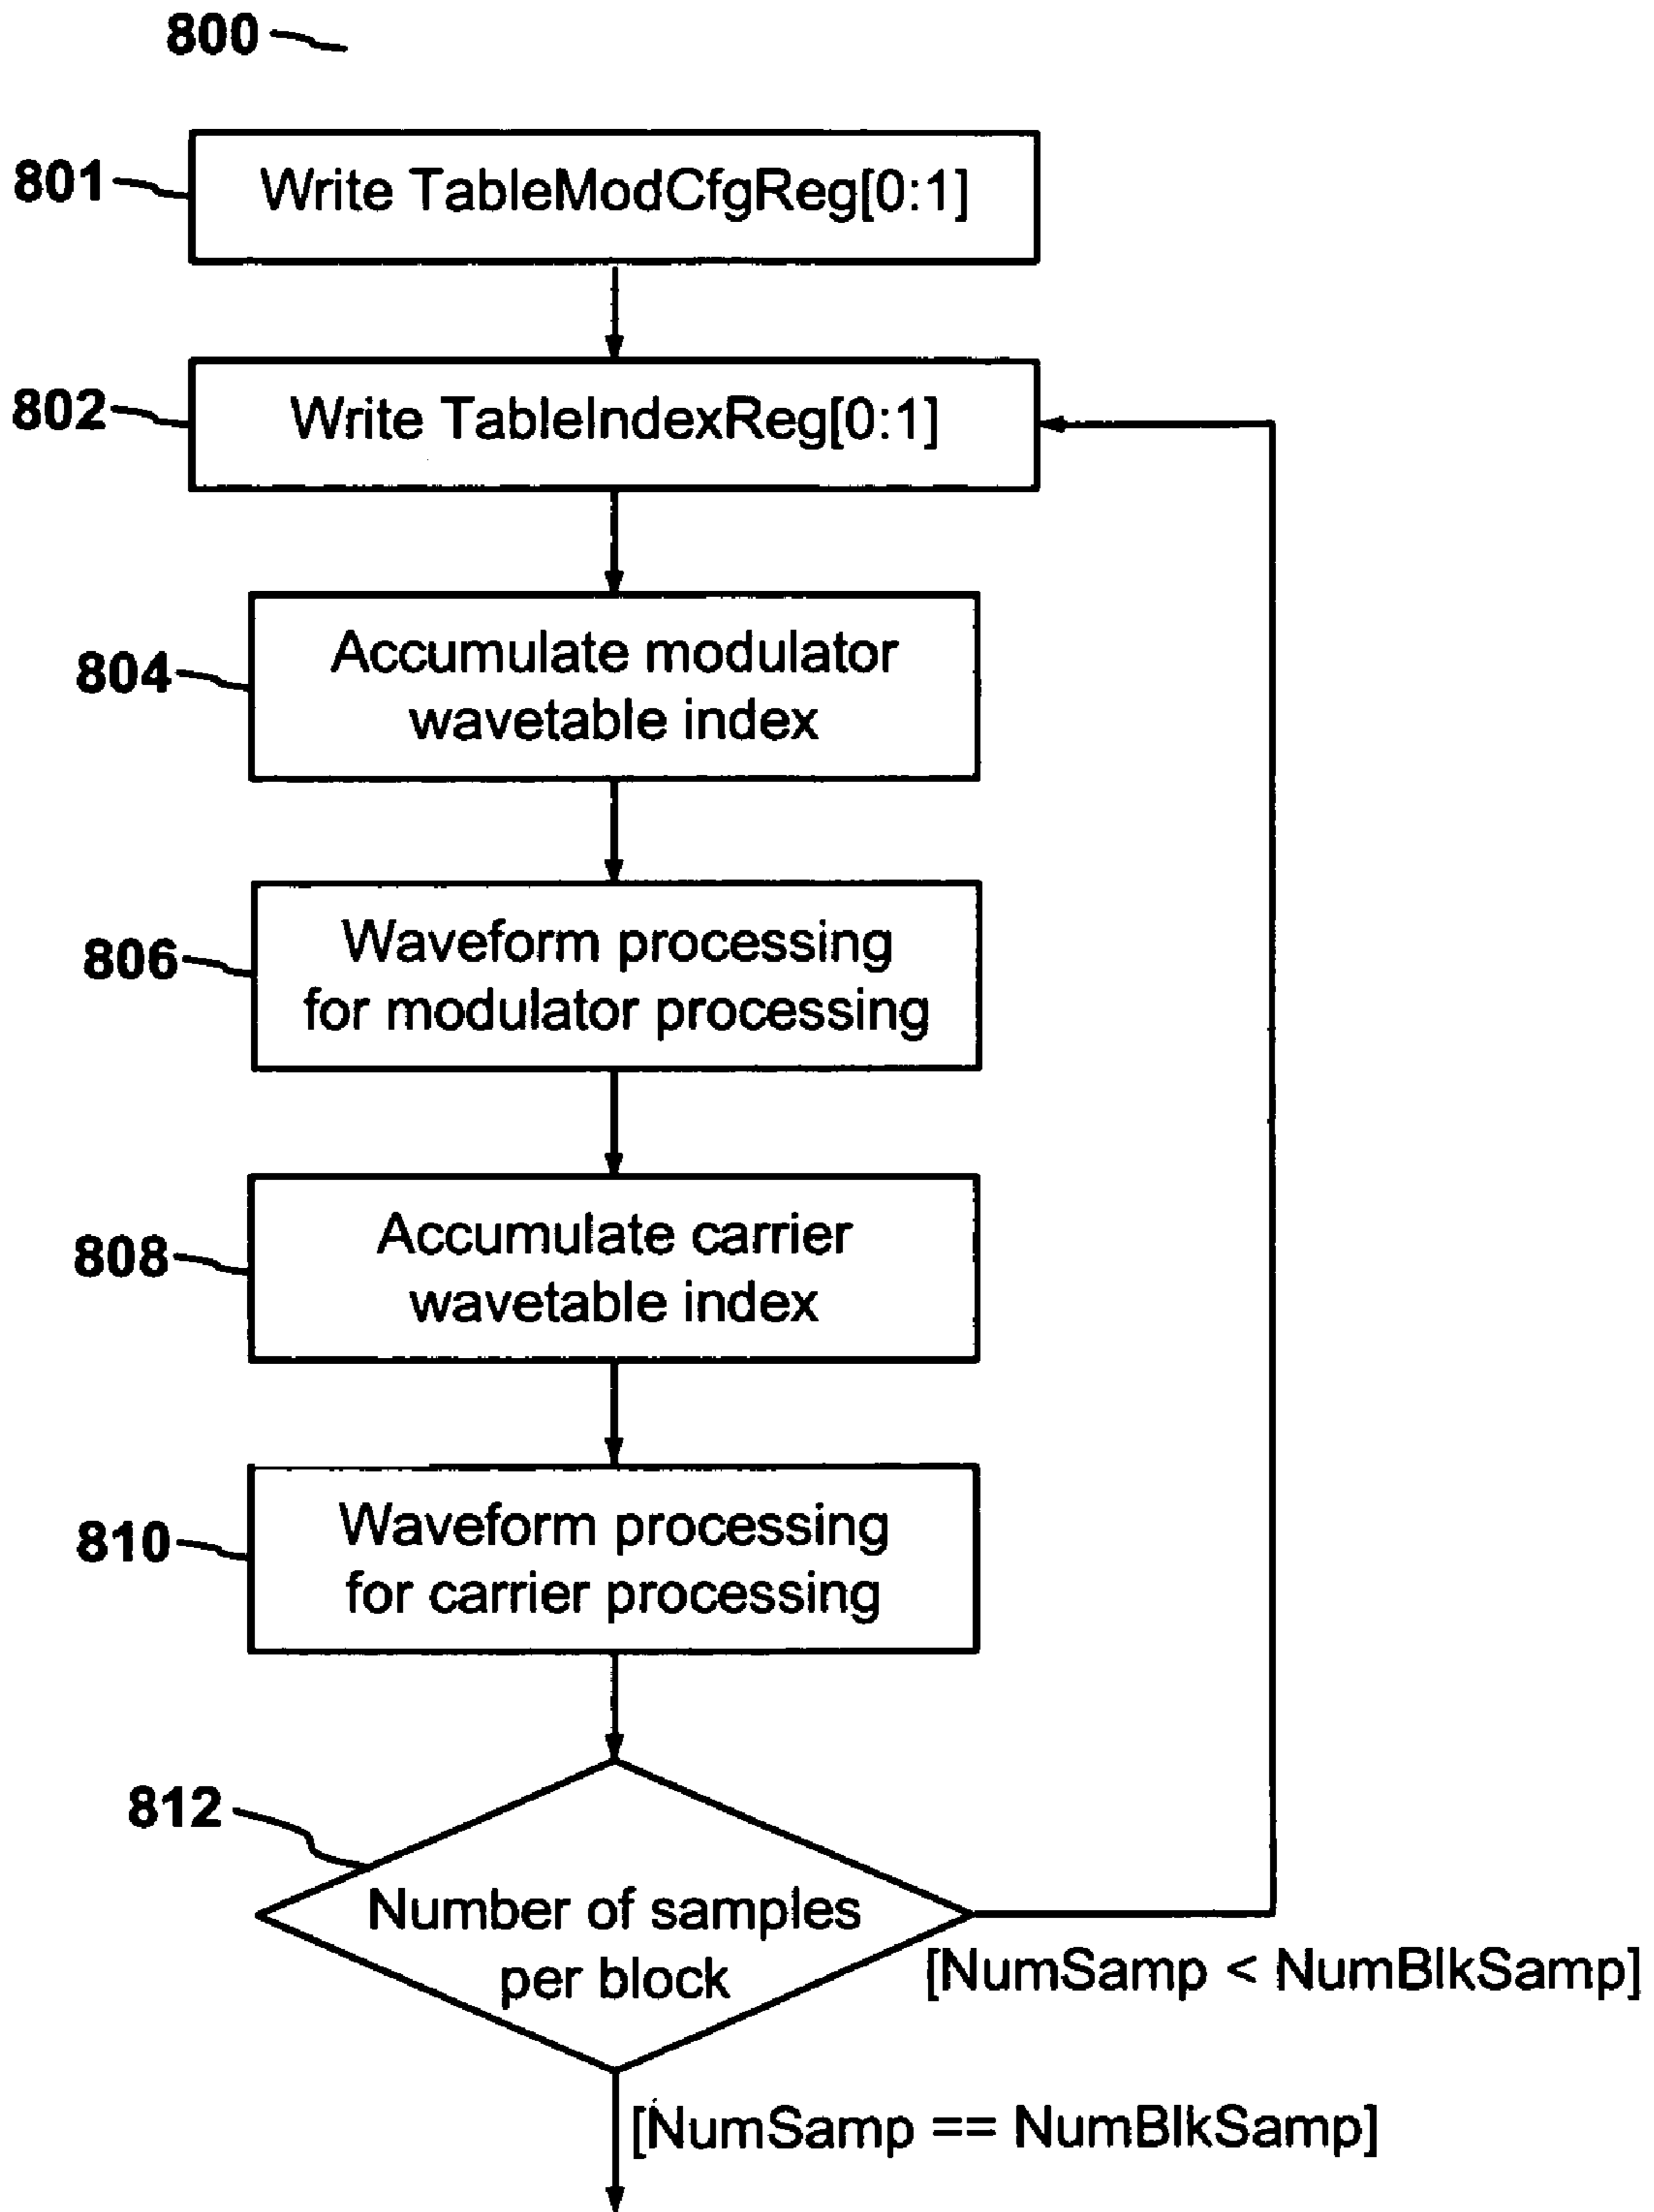 800
801
Write TableModCfgReg[0:1]
802
Write TableIndexReg[0:1]
804
Accumulate modulator
wavetable index
806
Waveform processing
for modulator processing
808
Accumulate carrier
wavetable index
810
Waveform processing
for carrier processing
812
Number of samples
per block
[NumSamp < NumBlkSamp]
[NumSamp == NumBlkSamp]